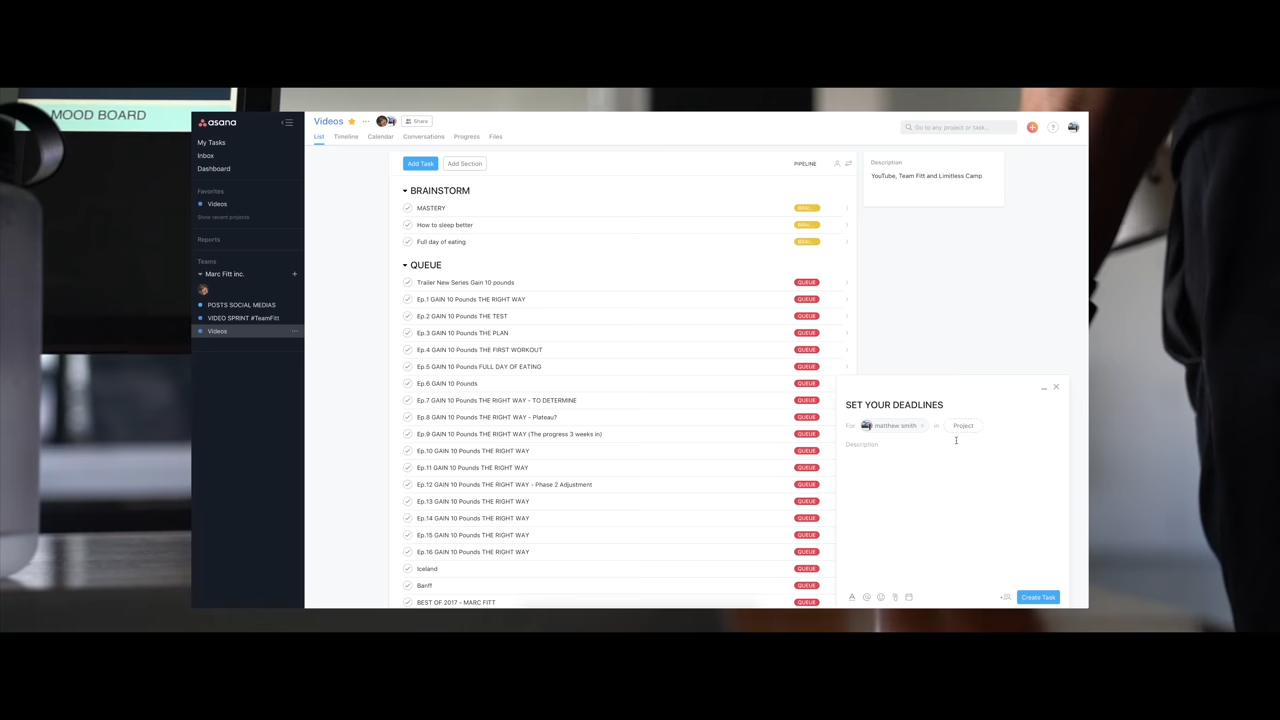 MOOD BOARD
asana
My Tasks
Inbox
Dashboard
Favorites
Videos
Show recent projects
Reports
Teams
Marc Fitt inc.
POSTS SOCIAL MEDIAS
VIDEO SPRINT #TeamFitt
Videos
Videos
Share
List Timeline Calendar Conversations Progress Files
Go to any project or task...
Add Task Add Section PIPELINE
BRAINSTORM
MASTERY BRAI...
How to sleep better BRAI...
Full day of eating BRAI...
QUEUE
Trailer New Series Gain 10 pounds QUEUE
Ep.1 GAIN 10 Pounds THE RIGHT WAY QUEUE
Ep.2 GAIN 10 Pounds THE TEST QUEUE
Ep.3 GAIN 10 Pounds THE PLAN QUEUE
Ep.4 GAIN 10 Pounds THE FIRST WORKOUT QUEUE
Ep.5 GAIN 10 Pounds FULL DAY OF EATING QUEUE
Ep.6 GAIN 10 Pounds QUEUE
Ep.7 GAIN 10 Pounds THE RIGHT WAY - TO DETERMINE QUEUE
Ep.8 GAIN 10 Pounds THE RIGHT WAY - Plateau? QUEUE
Ep.9 GAIN 10 Pounds THE RIGHT WAY (The progress 3 weeks in) QUEUE
Ep.10 GAIN 10 Pounds THE RIGHT WAY QUEUE
Ep.11 GAIN 10 Pounds THE RIGHT WAY QUEUE
Ep.12 GAIN 10 Pounds THE RIGHT WAY - Phase 2 Adjustment QUEUE
Ep.13 GAIN 10 Pounds THE RIGHT WAY QUEUE
Ep.14 GAIN 10 Pounds THE RIGHT WAY QUEUE
Ep.15 GAIN 10 Pounds THE RIGHT WAY QUEUE
Ep.16 GAIN 10 Pounds THE RIGHT WAY QUEUE
Iceland QUEUE
Banff QUEUE
BEST OF 2017 - MARC FITT QUEUE
Description
YouTube, Team Fitt and Limitless Camp
SET YOUR DEADLINES
For matthew smith in Project
Description
Create Task